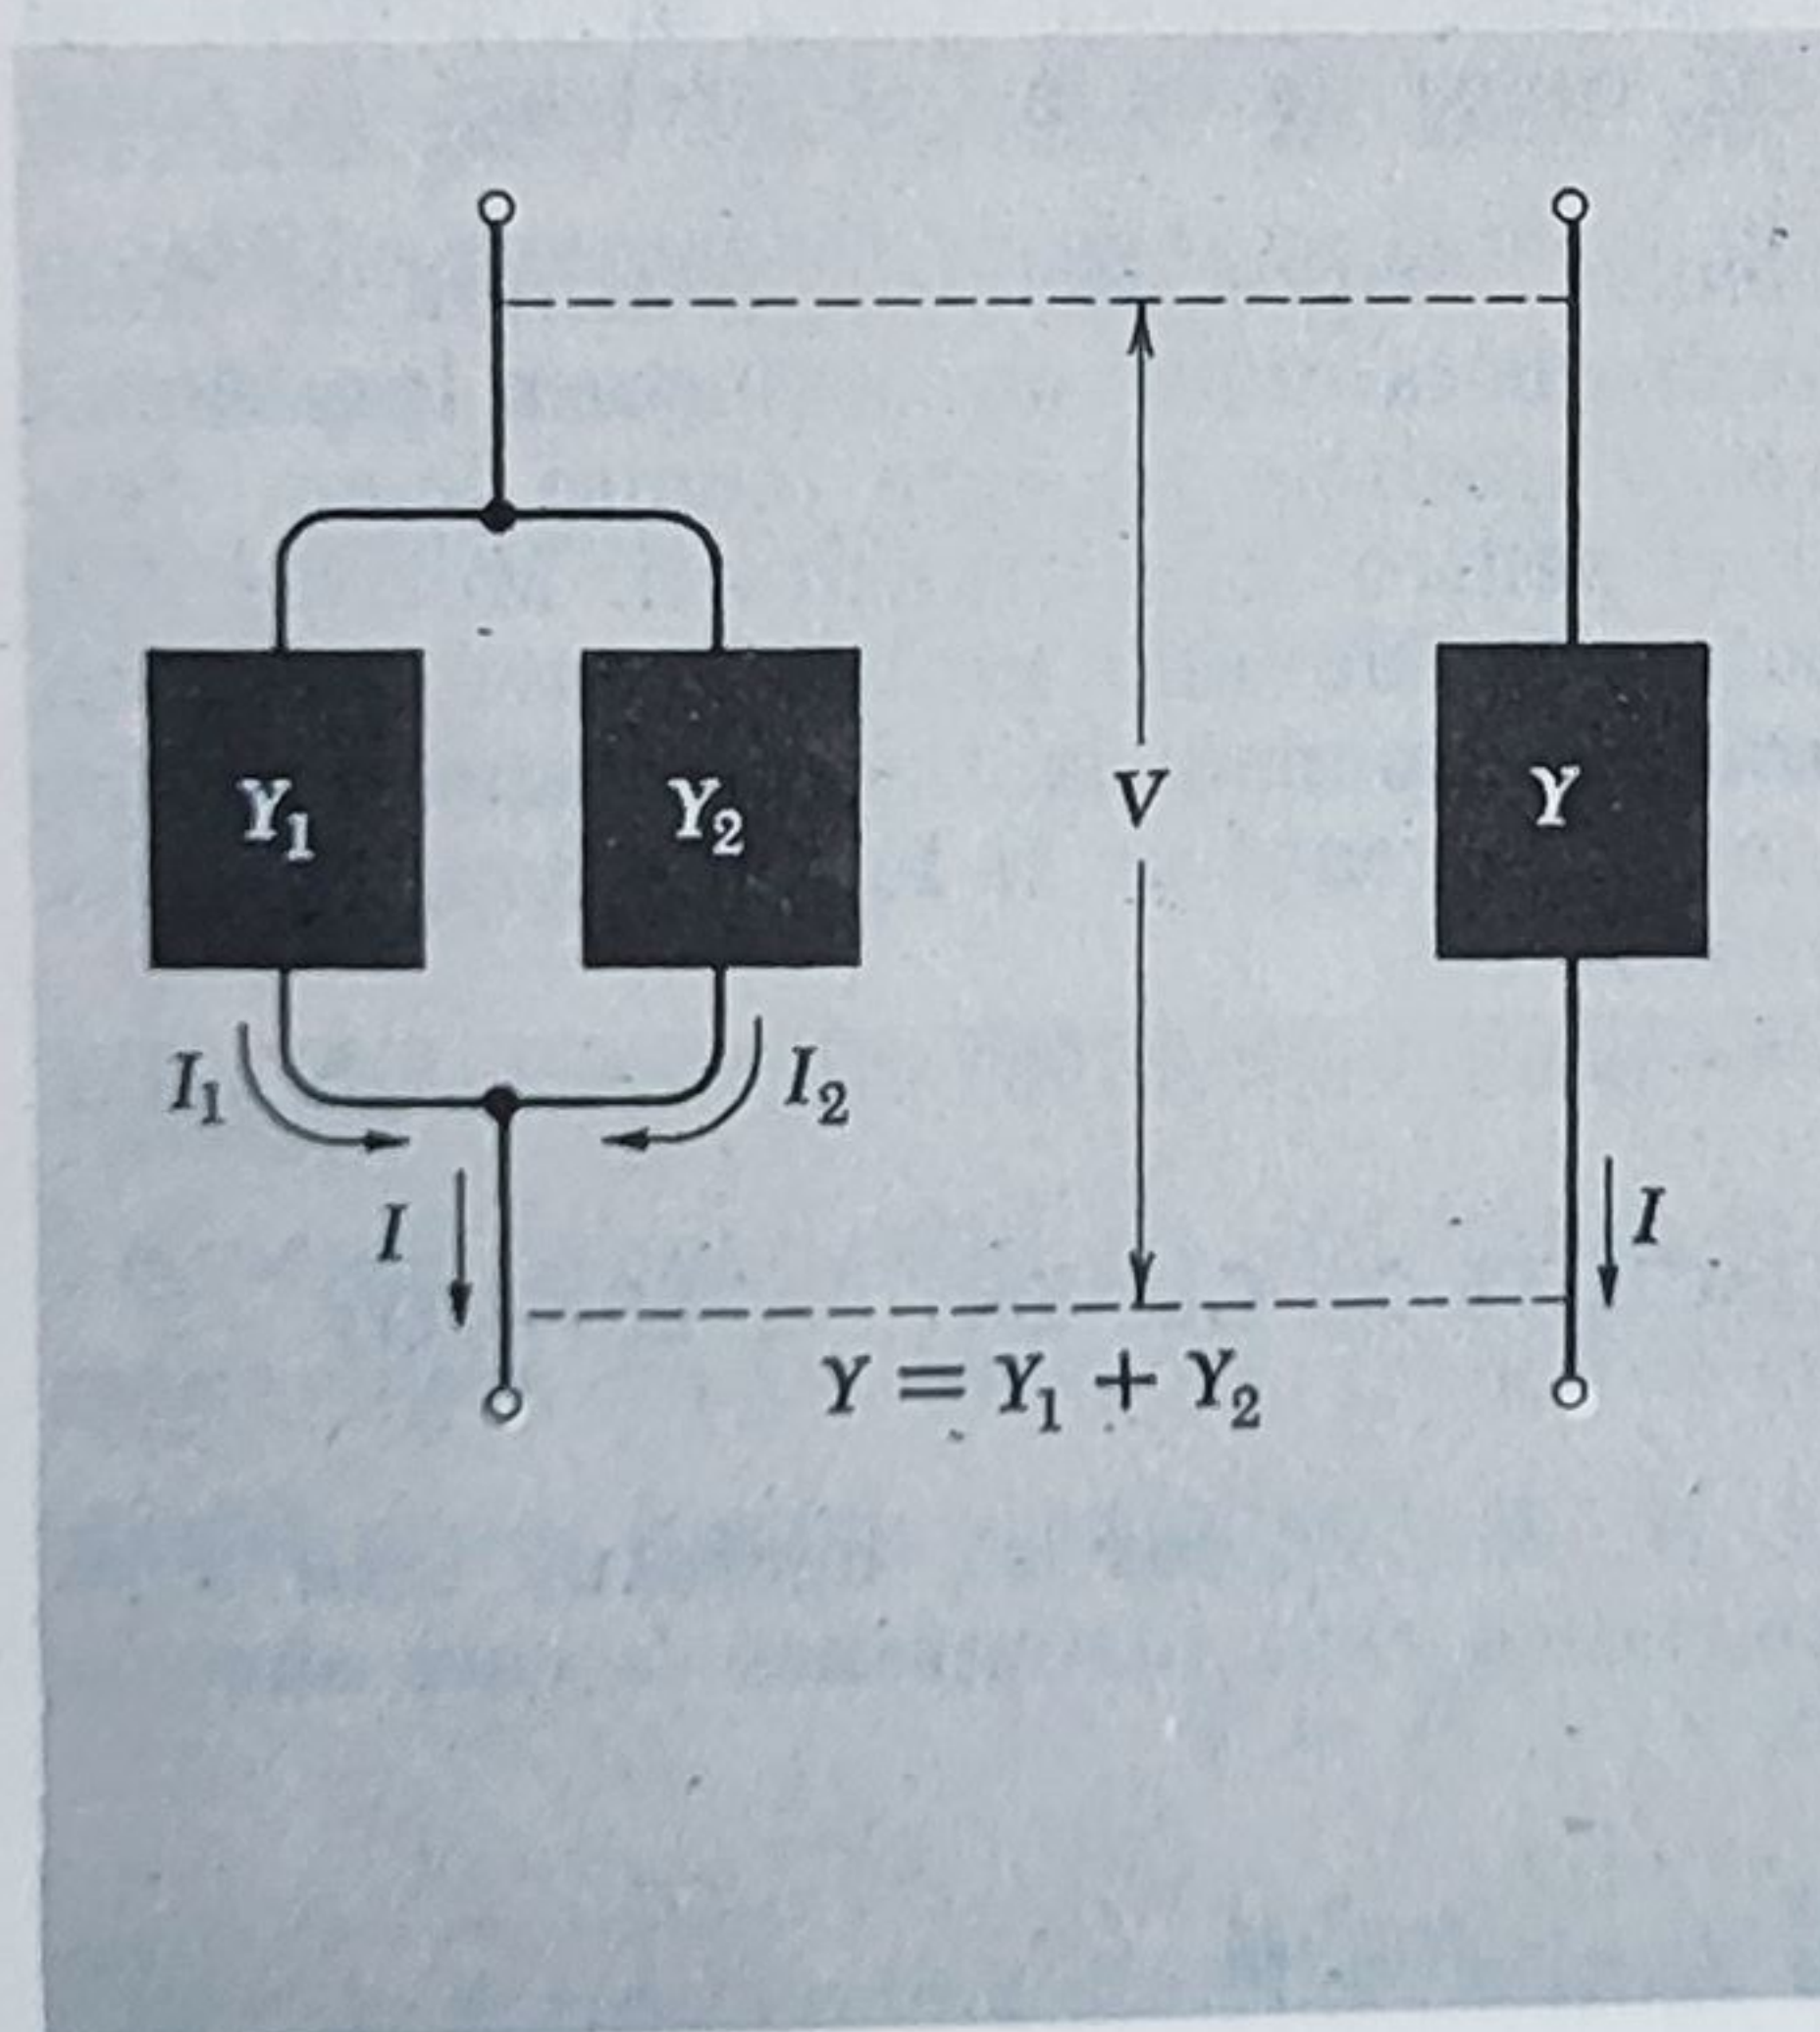 Y₁ Y₂ V Y
I₁ I₂
I I
Y = Y₁ + Y₂